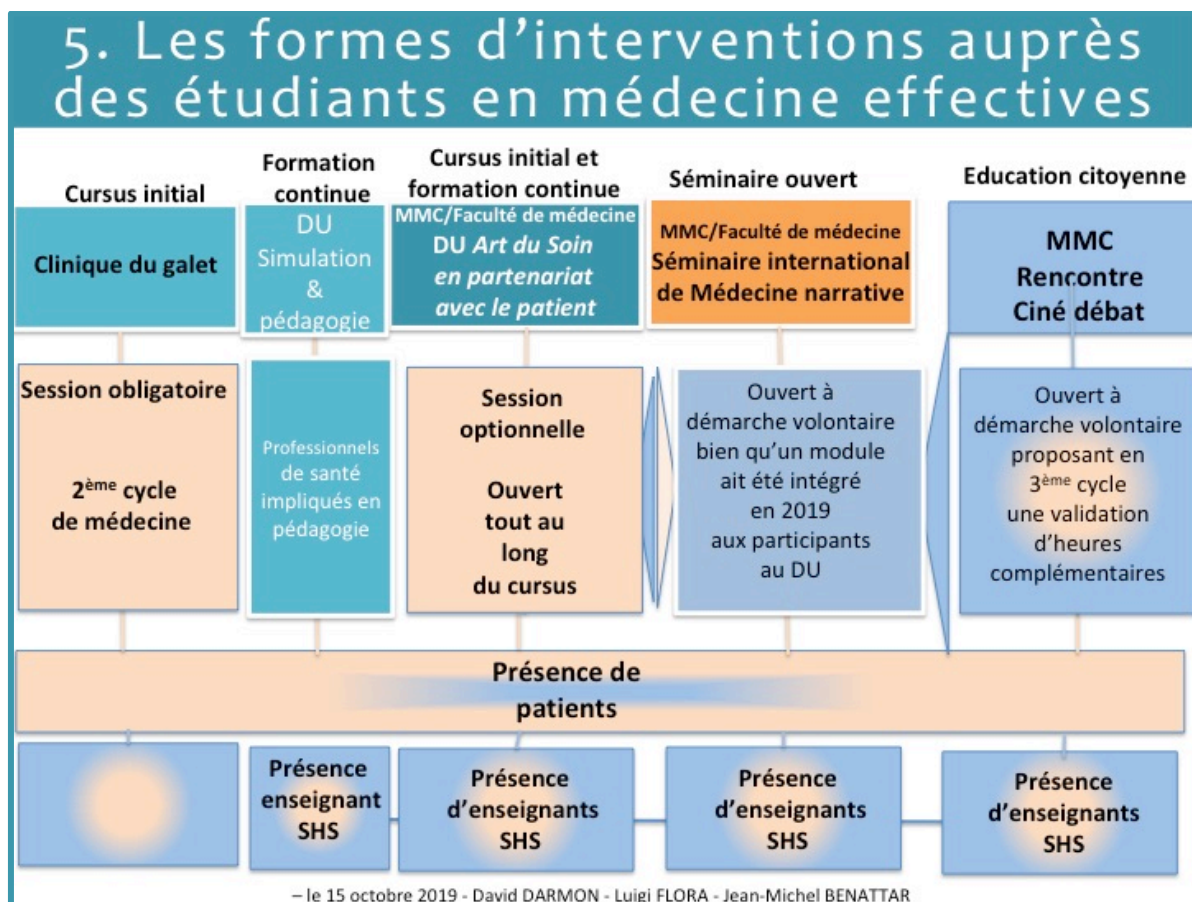 5. Les formes d’interventions auprès
des étudiants en médecine effectives
Cursus initial
Formation
continue
Cursus initial et
formation continue
Séminaire ouvert
Education citoyenne
Clinique du galet
DU
Simulation
&
pédagogie
MMC/Faculté de médecine
DU Art du Soin
en partenariat
avec le patient
MMC/Faculté de médecine
Séminaire international
de Médecine narrative
MMC
Rencontre
Ciné débat
Session obligatoire
2ème cycle
de médecine
Professionnels
de santé
impliqués en
pédagogie
Session
optionnelle
Ouvert
tout au
long
du cursus
Ouvert à
démarche volontaire
bien qu’un module
ait été intégré
en 2019
aux participants
au DU
Ouvert à
démarche volontaire
proposant en
3ème cycle
une validation
d’heures
complémentaires
Présence de
patients
Présence
enseignant
SHS
Présence
d’enseignants
SHS
Présence
d’enseignants
SHS
Présence
d’enseignants
SHS
– le 15 octobre 2019 - David DARMON - Luigi FLORA - Jean-Michel BENATTAR